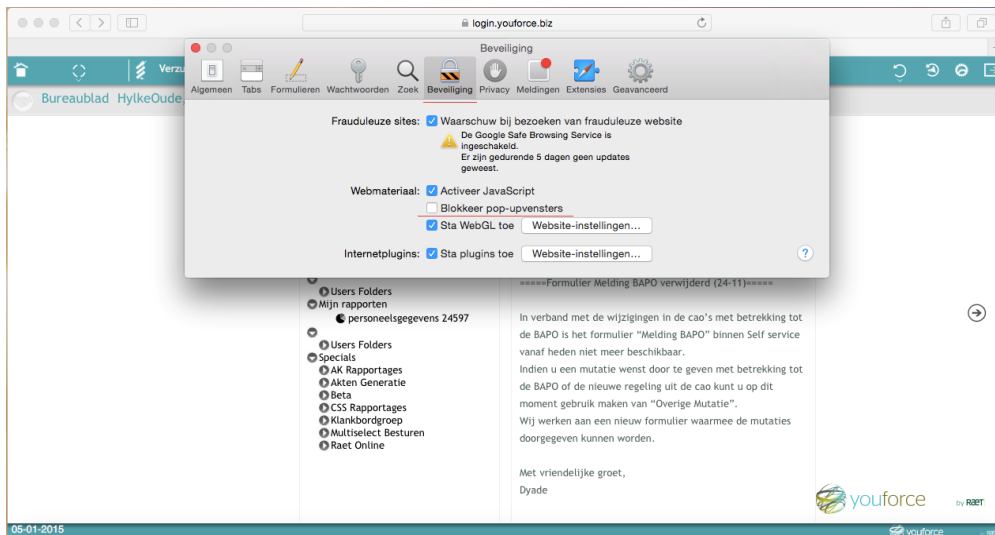 login.youforce.biz
Beveiliging
Algemeen Tabs Formulieren Wachtwoorden Zoek Beveiliging Privacy Meldingen Extensies Geavanceerd
Bureaublad HylkeOude,
Frauduleuze sites: Waarschuw bij bezoeken van frauduleuze website
De Google Safe Browsing Service is
ingeschakeld.
Er zijn gedurende 5 dagen geen updates
geweest.
Webmateriaal: Activeer JavaScript
Blokkeer pop-upvensters
Sta WebGL toe Website-instellingen...
Internetplugins: Sta plugins toe Website-instellingen... ?
Users Folders
Mijn rapporten
personeelsgegevens 24597
Users Folders
Specials
AK Rapportages
Akten Generatie
Beta
CSS Rapportages
Klankbordgroep
Multiselect Besturen
Raet Online
=====Formulier Melding BAPO verwijderd (24-11)=====
In verband met de wijzigingen in de cao's met betrekking tot
de BAPO is het formulier “Melding BAPO” binnen Self service
vanaf heden niet meer beschikbaar.
Indien u een mutatie wenst door te geven met betrekking tot
de BAPO of de nieuwe regeling uit de cao kunt u op dit
moment gebruik maken van “Overige Mutatie”.
Wij werken aan een nieuw formulier waarmee de mutaties
doorgegeven kunnen worden.
Met vriendelijke groet,
Dyade
youforce by RAET
05-01-2015
youforce